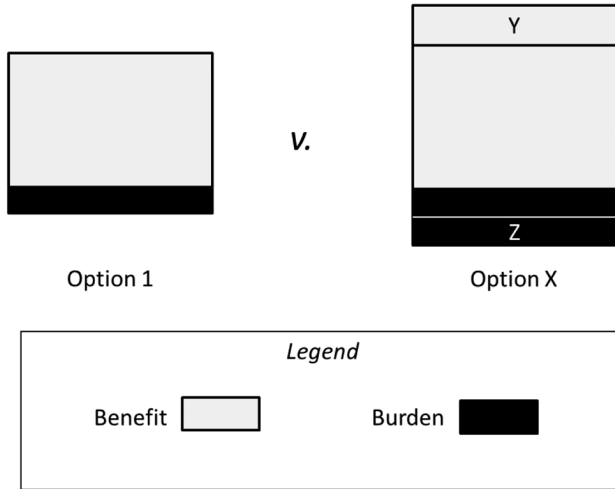 Y
v.
Z
Option 1
Option X
Legend
Benefit
Burden